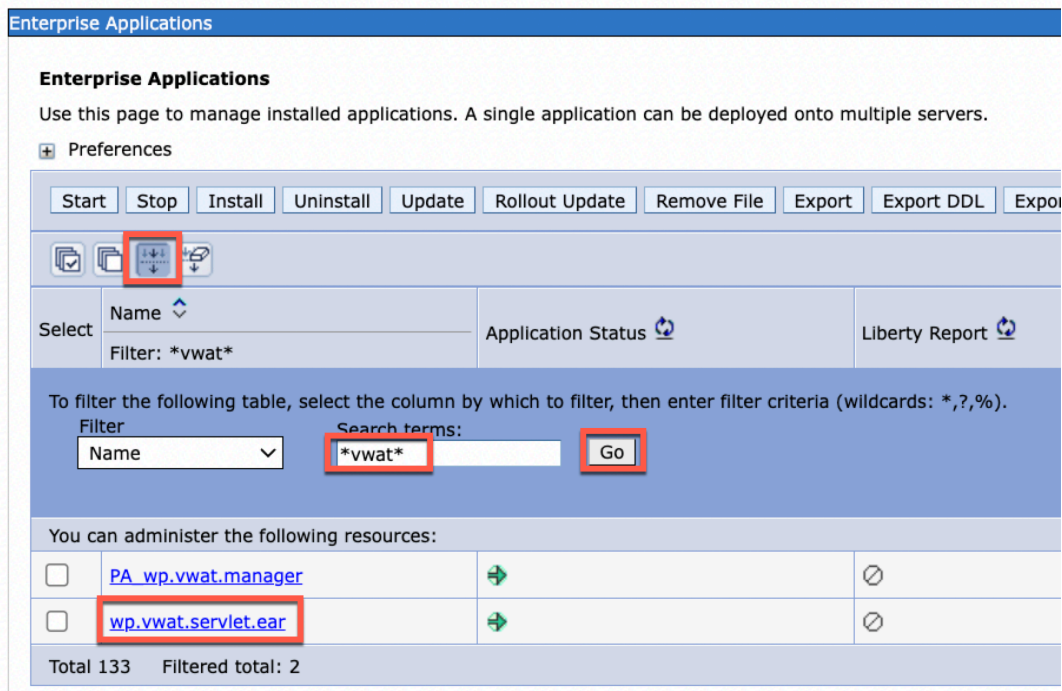 Enterprise Applications
Enterprise Applications
Use this page to manage installed applications. A single application can be deployed onto multiple servers.
Preferences
Start Stop Install Uninstall Update Rollout Update Remove File Export Export DDL Expor
Select Name Application Status Liberty Report
Filter: *vwat*
To filter the following table, select the column by which to filter, then enter filter criteria (wildcards: *,?,%).
Filter Search terms:
Name *vwat* Go
You can administer the following resources:
PA_wp.vwat.manager
wp.vwat.servlet.ear
Total 133 Filtered total: 2